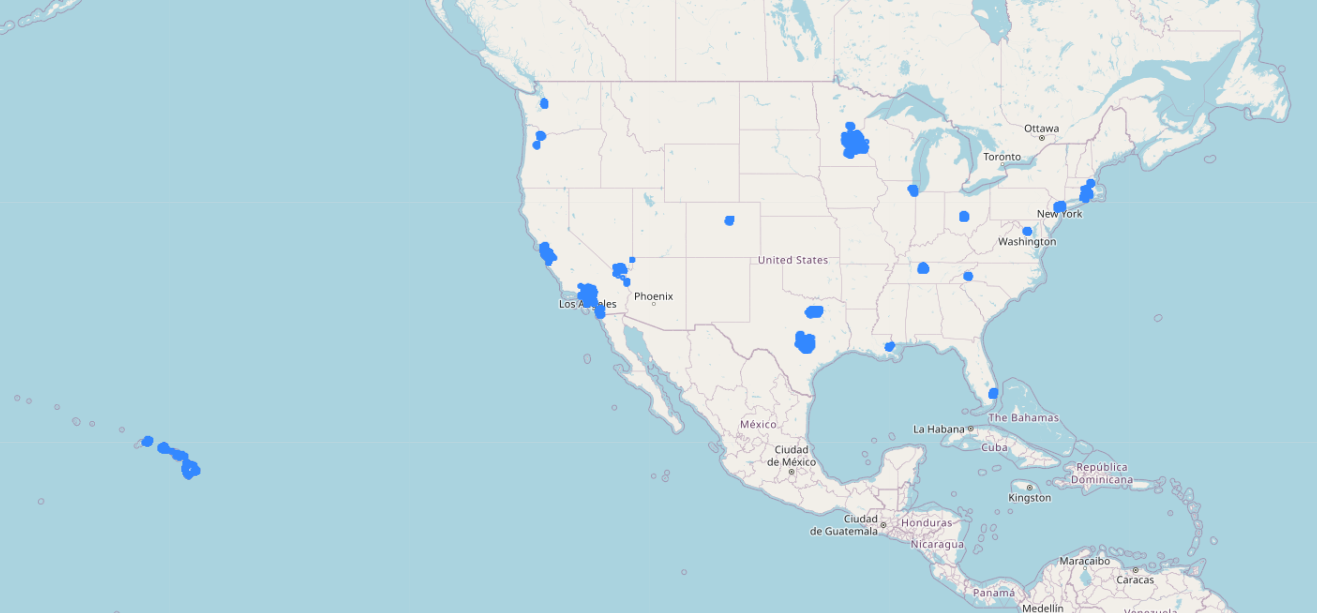 Ottawa
Toronto
New York
Washington
United States
Phoenix
Los Angeles
The Bahamas
La Habana
Cuba
México
Ciudad
de México
República
Dominicana
Kingston
Ciudad
de Guatemala
Honduras
Nicaragua
Maracaibo
Caracas
Panamá
Medellín
Venezuela